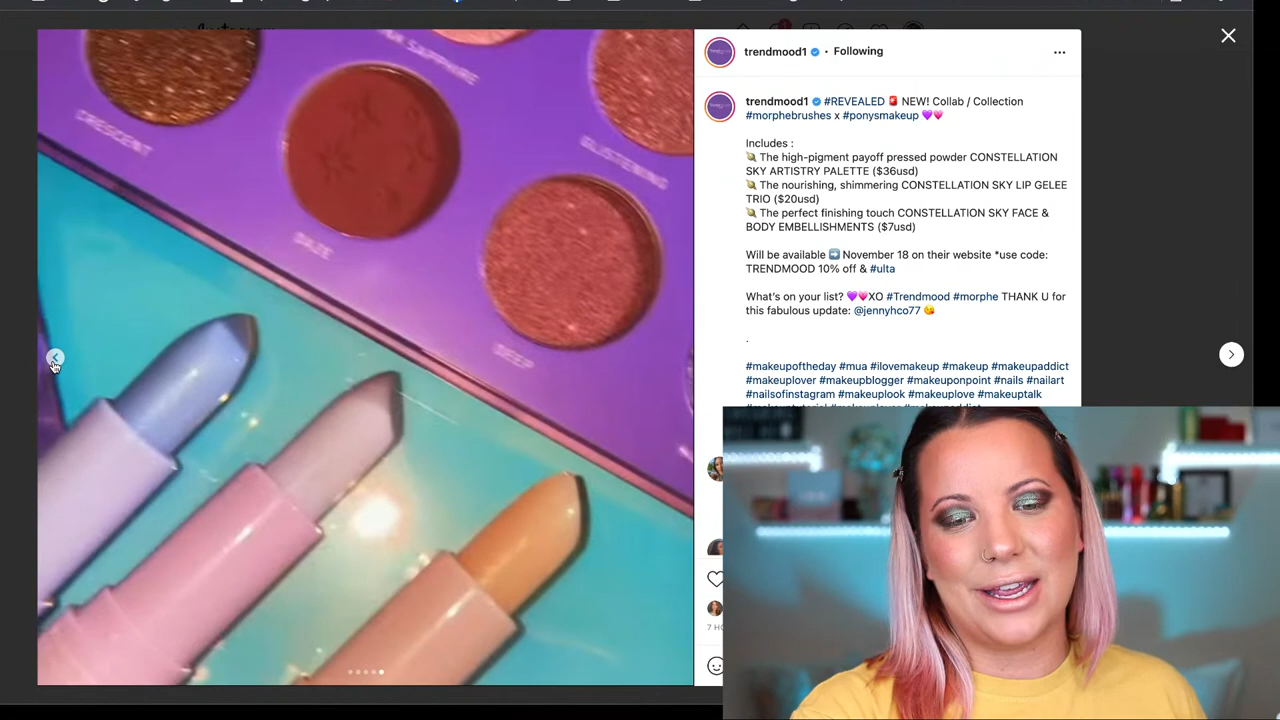 CRESCENT
GLISTENING
DAZE
DEEP
trendmood1 • Following
trendmood1 #REVEALED 🚨 NEW! Collab / Collection
#morphebrushes x #ponysmakeup 💜💗
Includes :
🪐 The high-pigment payoff pressed powder CONSTELLATION
SKY ARTISTRY PALETTE ($36usd)
🪐 The nourishing, shimmering CONSTELLATION SKY LIP GELEE
TRIO ($20usd)
🪐 The perfect finishing touch CONSTELLATION SKY FACE &
BODY EMBELLISHMENTS ($7usd)
Will be available ➡️ November 18 on their website *use code:
TRENDMOOD 10% off & #ulta
What's on your list? 💜💗XO #Trendmood #morphe THANK U for
this fabulous update: @jennyhco77 😘
.
#makeupoftheday #mua #ilovemakeup #makeup #makeupaddict
#makeuplover #makeupblogger #makeuponpoint #nails #nailart
#nailsofinstagram #makeuplook #makeuplove #makeuptalk